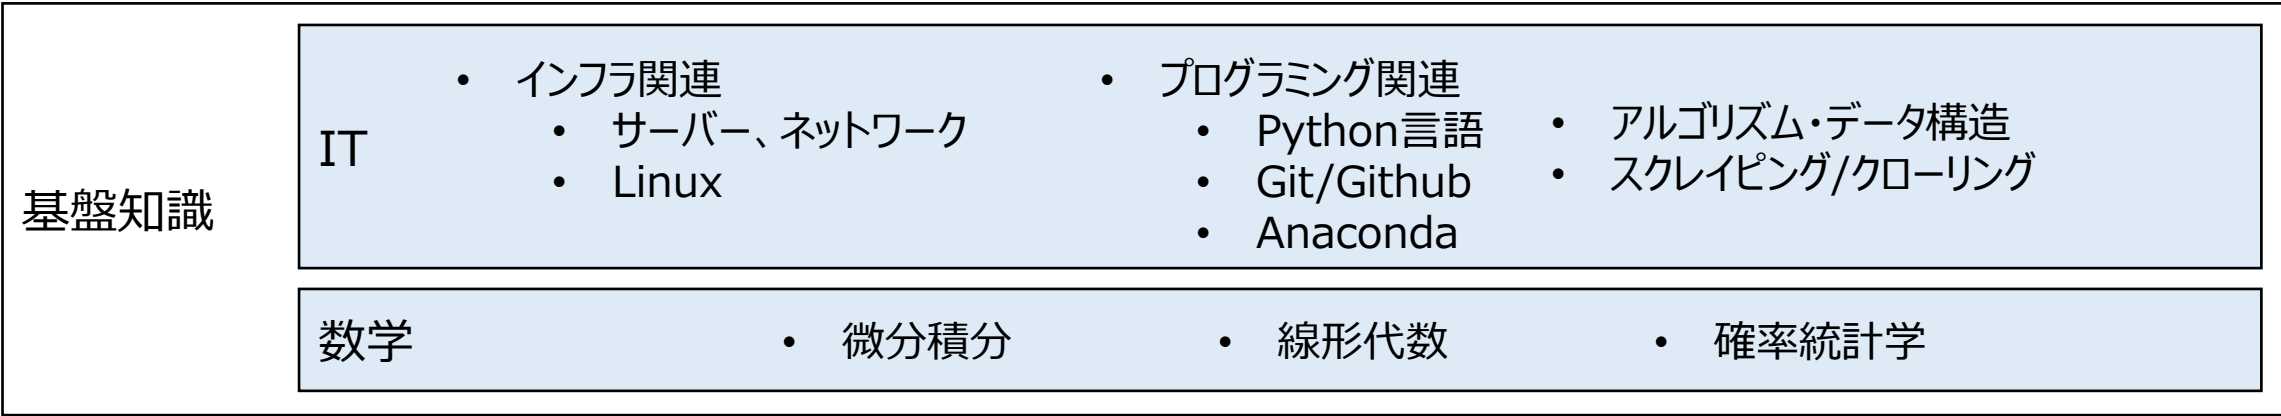 基盤知識
IT
• インフラ関連
• サーバー、ネットワーク
• Linux
• プログラミング関連
• Python言語
• Git/Github
• Anaconda
• アルゴリズム・データ構造
• スクレイピング/クローリング
数学
• 微分積分
• 線形代数
• 確率統計学